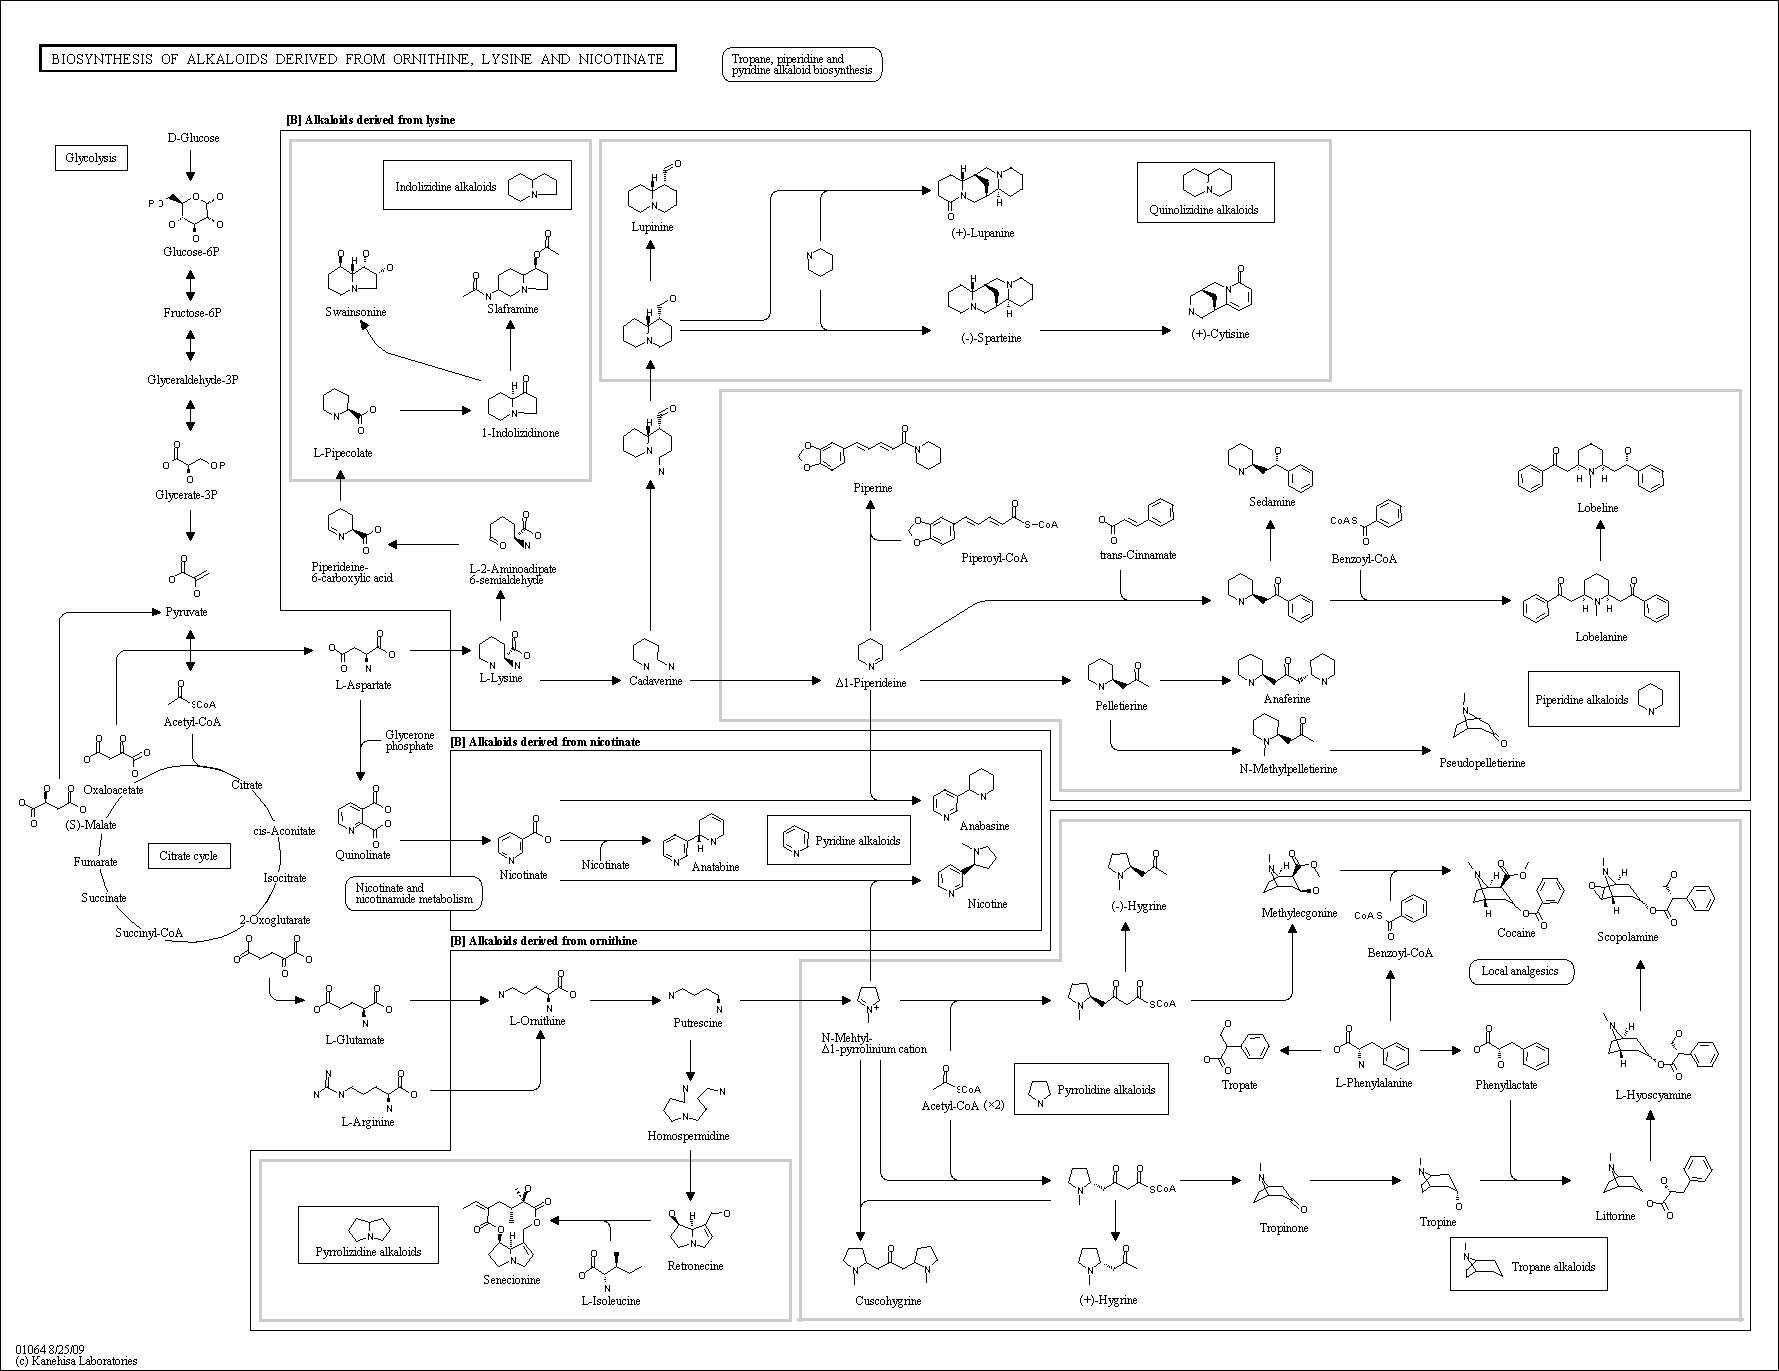 BIOSYNTHESIS OF ALKALOIDS DERIVED FROM ORNITHINE, LYSINE AND NICOTINATE
Tropane, piperidine and
pyridine alkaloid biosynthesis
[B] Alkaloids derived from lysine
Glycolysis
D-Glucose
Glucose-6P
Fructose-6P
Glyceraldehyde-3P
Glycerate-3P
Pyruvate
Acetyl-CoA
Oxaloacetate
(S)-Malate
Fumarate
Succinate
Succinyl-CoA
Citrate
cis-Aconitate
Isocitrate
2-Oxoglutarate
Citrate cycle
Indolizidine alkaloids
Swainsonine
Slaframine
L-Pipecolate
1-Indolizidinone
Piperideine-
6-carboxylic acid
L-2-Aminoadipate
6-semialdehyde
L-Aspartate
L-Lysine
Cadaverine
Lupinine
(+)-Lupanine
Quinolizidine alkaloids
(-)-Sparteine
(+)-Cytisine
Piperine
Piperoyl-CoA
trans-Cinnamate
Sedamine
Benzoyl-CoA
Lobeline
Lobelanine
Δ1-Piperideine
Pelletierine
Anaferine
N-Methylpelletierine
Pseudopelletierine
Piperidine alkaloids
Glycerone
phosphate
[B] Alkaloids derived from nicotinate
Quinolinate
Nicotinate
Nicotinate
Anatabine
Pyridine alkaloids
Anabasine
Nicotine
Nicotinate and
nicotinamide metabolism
[B] Alkaloids derived from ornithine
L-Glutamate
L-Ornithine
L-Arginine
Putrescine
Homospermidine
N-Mehtyl-
Δ1-pyrrolinium cation
Acetyl-CoA (×2)
Pyrrolidine alkaloids
(-)-Hygrine
Methylecgonine
Benzoyl-CoA
Cocaine
Scopolamine
Local analgesics
Tropate
L-Phenylalanine
Phenyllactate
L-Hyoscyamine
Tropinone
Tropine
Littorine
Tropane alkaloids
Cuscohygrine
(+)-Hygrine
Pyrrolizidine alkaloids
Senecionine
L-Isoleucine
Retronecine
01064 8/25/09
(c) Kanehisa Laboratories